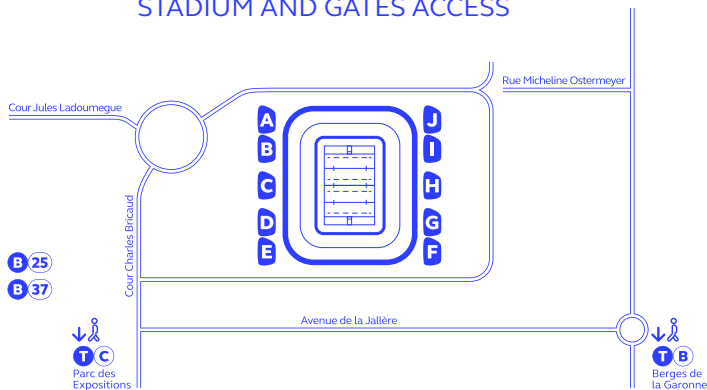 STADIUM AND GATES ACCESS
Rue Micheline Ostermeyer
Cour Jules Ladoumegue
A
J
B
I
C
H
D
G
E
F
Cour Charles Bricaud
B 25
B 37
Avenue de la Jallère
T C
Parc des
Expositions
T B
Berges de
la Garonne